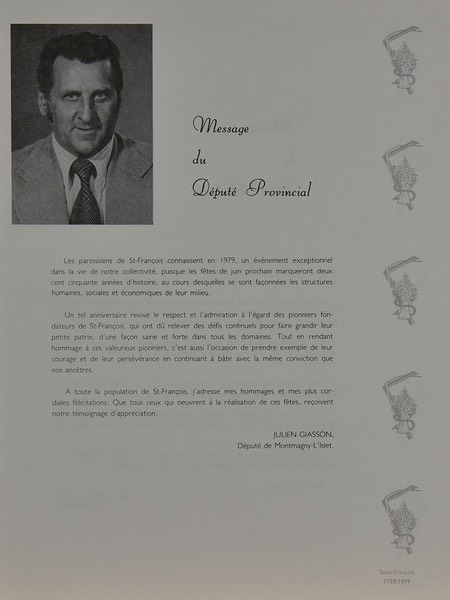 Message
du
Député Provincial
Les paroissiens de St-François connaissent en 1979, un événement exceptionnel
dans la vie de notre collectivité, puisque les fêtes de juin prochain marqueront deux
cent cinquante années d'histoire, au cours desquelles se sont façonnées les structures
humaines, sociales et économiques de leur milieu.
Un tel anniversaire revive le respect et l'admiration à l'égard des pionniers fon-
dateurs de St-François, qui ont dû relever des défis continuels pour faire grandir leur
petite patrie, d'une façon saine et forte dans tous les domaines. Tout en rendant
hommage à ces valeureux pionniers, c'est aussi l'occasion de prendre exemple de leur
courage et de leur persévérance en continuant à bâtir avec la même conviction que
nos ancêtres.
A toute la population de St-François, j'adresse mes hommages et mes plus cor-
diales félicitations. Que tous ceux qui oeuvrent à la réalisation de ces fêtes, reçoivent
notre témoignage d'appréciation.
JULIEN GIASSON,
Député de Montmagny-L'Islet.
Saint-François
1729-1979